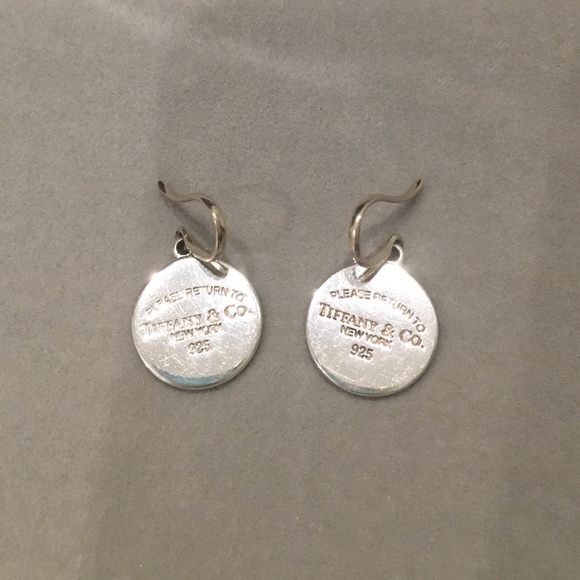 PLEASE RETURN TO
TIFFANY & CO.
NEW YORK
925
PLEASE RETURN TO
TIFFANY & CO.
NEW YORK
925